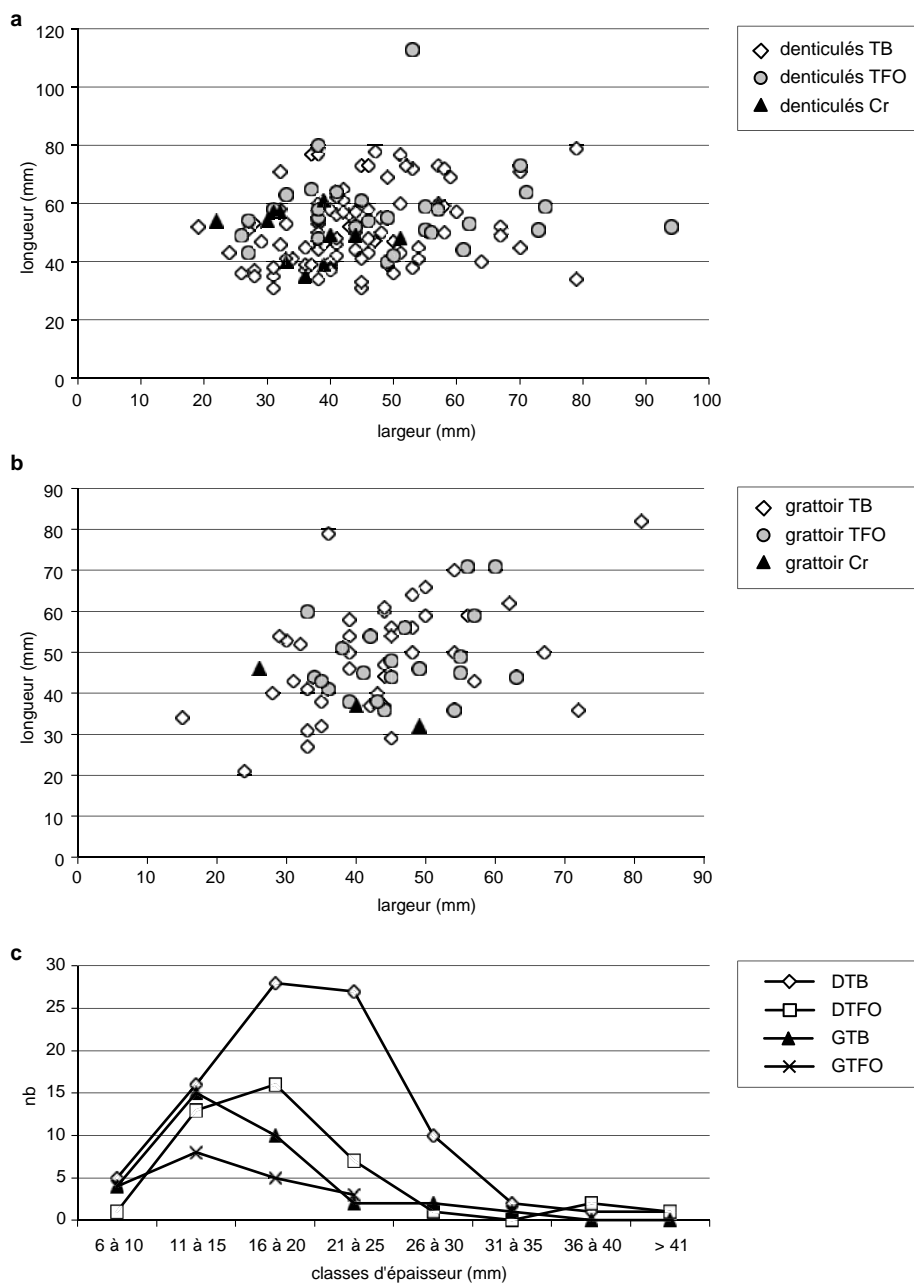 a
120
100
80
60
40
20
0
longueur (mm)
0 10 20 30 40 50 60 70 80 90 100
largeur (mm)
denticulés TB
denticulés TFO
denticulés Cr
b
90
80
70
60
50
40
30
20
10
0
longueur (mm)
0 10 20 30 40 50 60 70 80 90
largeur (mm)
grattoir TB
grattoir TFO
grattoir Cr
c
30
25
20
15
10
5
0
nb
6 à 10 11 à 15 16 à 20 21 à 25 26 à 30 31 à 35 36 à 40 > 41
classes d'épaisseur (mm)
DTB
DTFO
GTB
GTFO